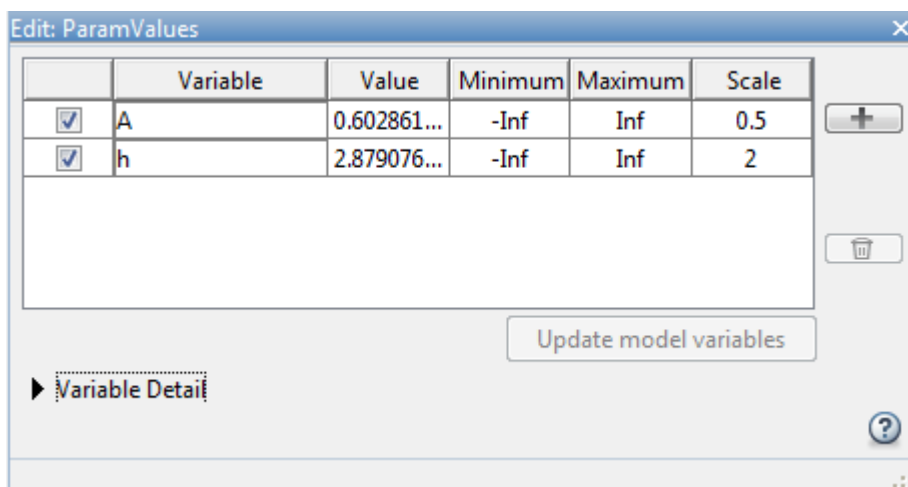 Edit: ParamValues
Variable Value Minimum Maximum Scale
A 0.602861... -Inf Inf 0.5
h 2.879076... -Inf Inf 2
Update model variables
Variable Detail